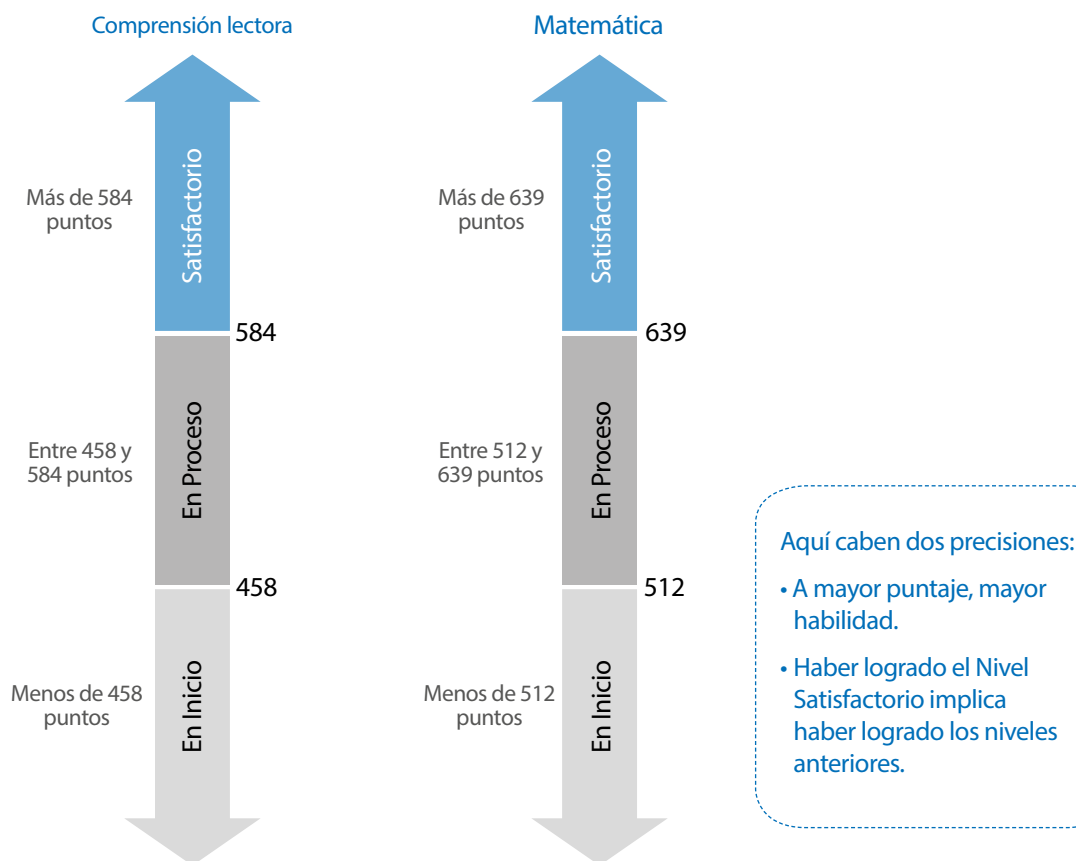 Comprensión lectora
Más de 584
puntos
Satisfactorio
584
Entre 458 y
584 puntos
En Proceso
458
Menos de 458
puntos
En Inicio
Matemática
Más de 639
puntos
Satisfactorio
639
Entre 512 y
639 puntos
En Proceso
512
Menos de 512
puntos
En Inicio
Aquí caben dos precisiones:
• A mayor puntaje, mayor
habilidad.
• Haber logrado el Nivel
Satisfactorio implica
haber logrado los niveles
anteriores.